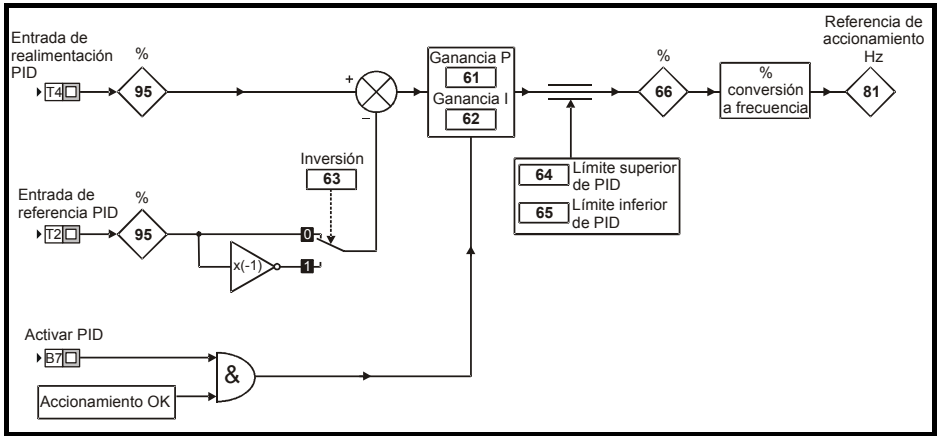 Entrada de
realimentación
PID
T4
%
95
+
–
Ganancia P
61
Ganancia I
62
%
66
%
conversión
a frecuencia
Referencia de
accionamiento
Hz
81
64
Límite superior
de PID
65
Límite inferior
de PID
Inversión
63
Entrada de
referencia PID
T2
%
95
0
x(-1)
1
Activar PID
B7
&
Accionamiento OK